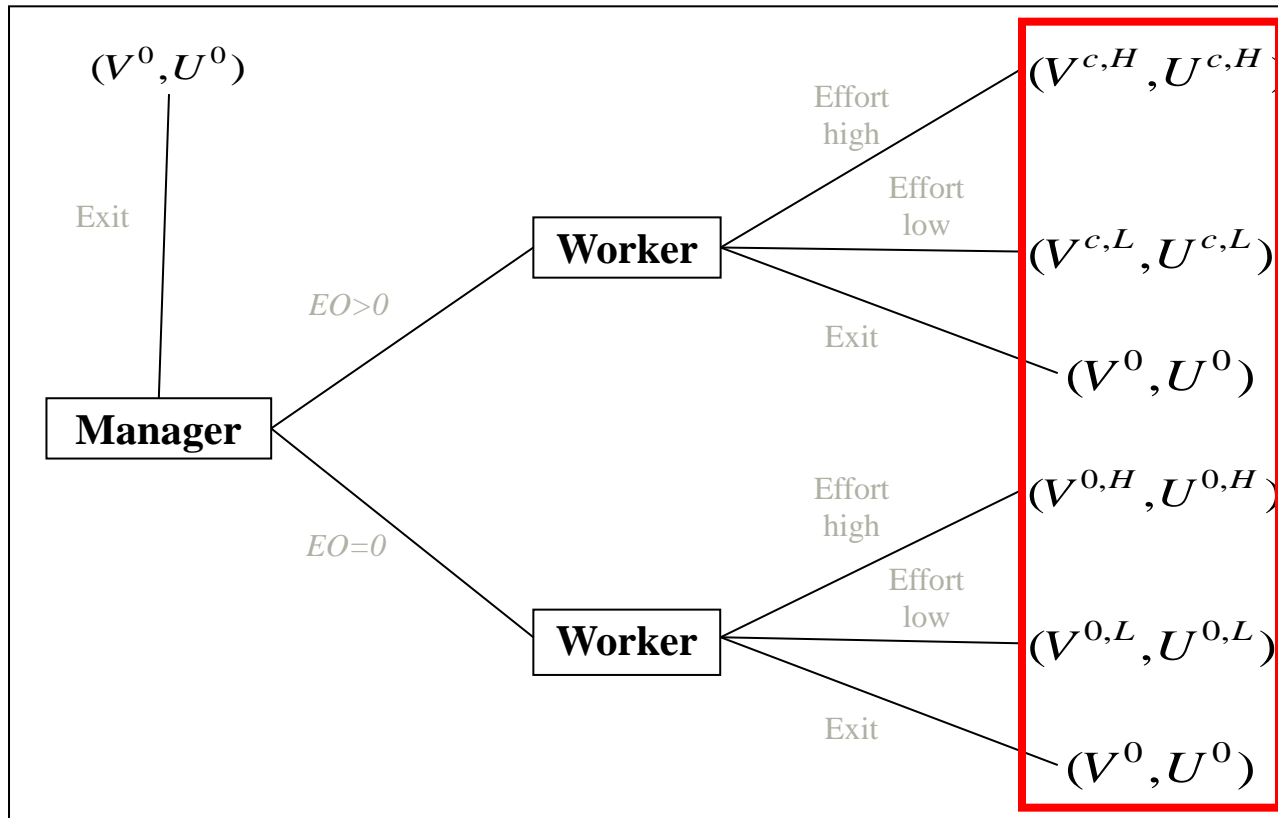 (V^0, U^0)
Exit
Manager
EO>0
EO=0
Worker
Effort
high
Effort
low
Exit
(V^{c,H}, U^{c,H})
(V^{c,L}, U^{c,L})
(V^0, U^0)
Worker
Effort
high
Effort
low
Exit
(V^{0,H}, U^{0,H})
(V^{0,L}, U^{0,L})
(V^0, U^0)